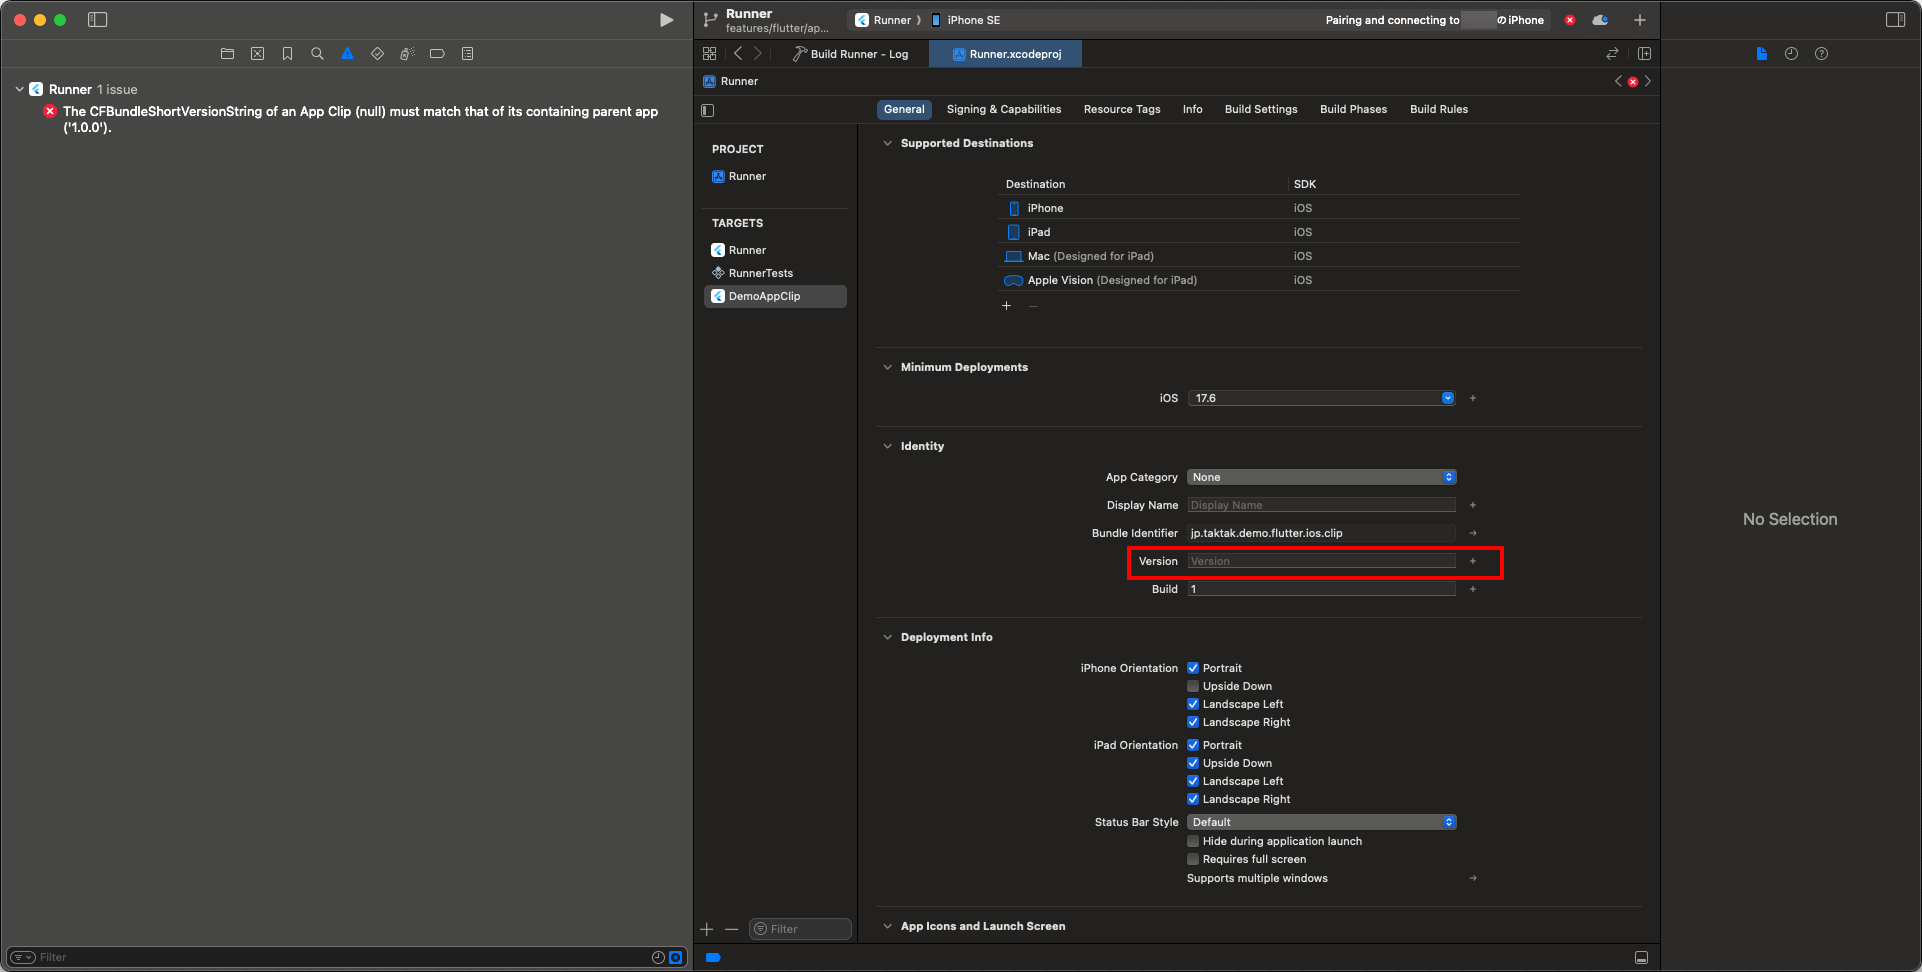 Runner
features/flutter/ap...
Runner
iPhone SE
Pairing and connecting to
の iPhone
Build Runner – Log
Runner.xcodeproj
Runner 1 issue
The CFBundleShortVersionString of an App Clip (null) must match that of its containing parent app
('1.0.0').
Filter
Runner
General
Signing & Capabilities
Resource Tags
Info
Build Settings
Build Phases
Build Rules
PROJECT
Runner
TARGETS
Runner
RunnerTests
DemoAppClip
Filter
Supported Destinations
Destination SDK
iPhone iOS
iPad iOS
Mac (Designed for iPad) iOS
Apple Vision (Designed for iPad) iOS
Minimum Deployments
iOS 17.6
Identity
App Category None
Display Name Display Name
Bundle Identifier jp.taktak.demo.flutter.ios.clip
Version Version
Build 1
Deployment Info
iPhone Orientation Portrait
Upside Down
Landscape Left
Landscape Right
iPad Orientation Portrait
Upside Down
Landscape Left
Landscape Right
Status Bar Style Default
Hide during application launch
Requires full screen
Supports multiple windows
App Icons and Launch Screen
No Selection